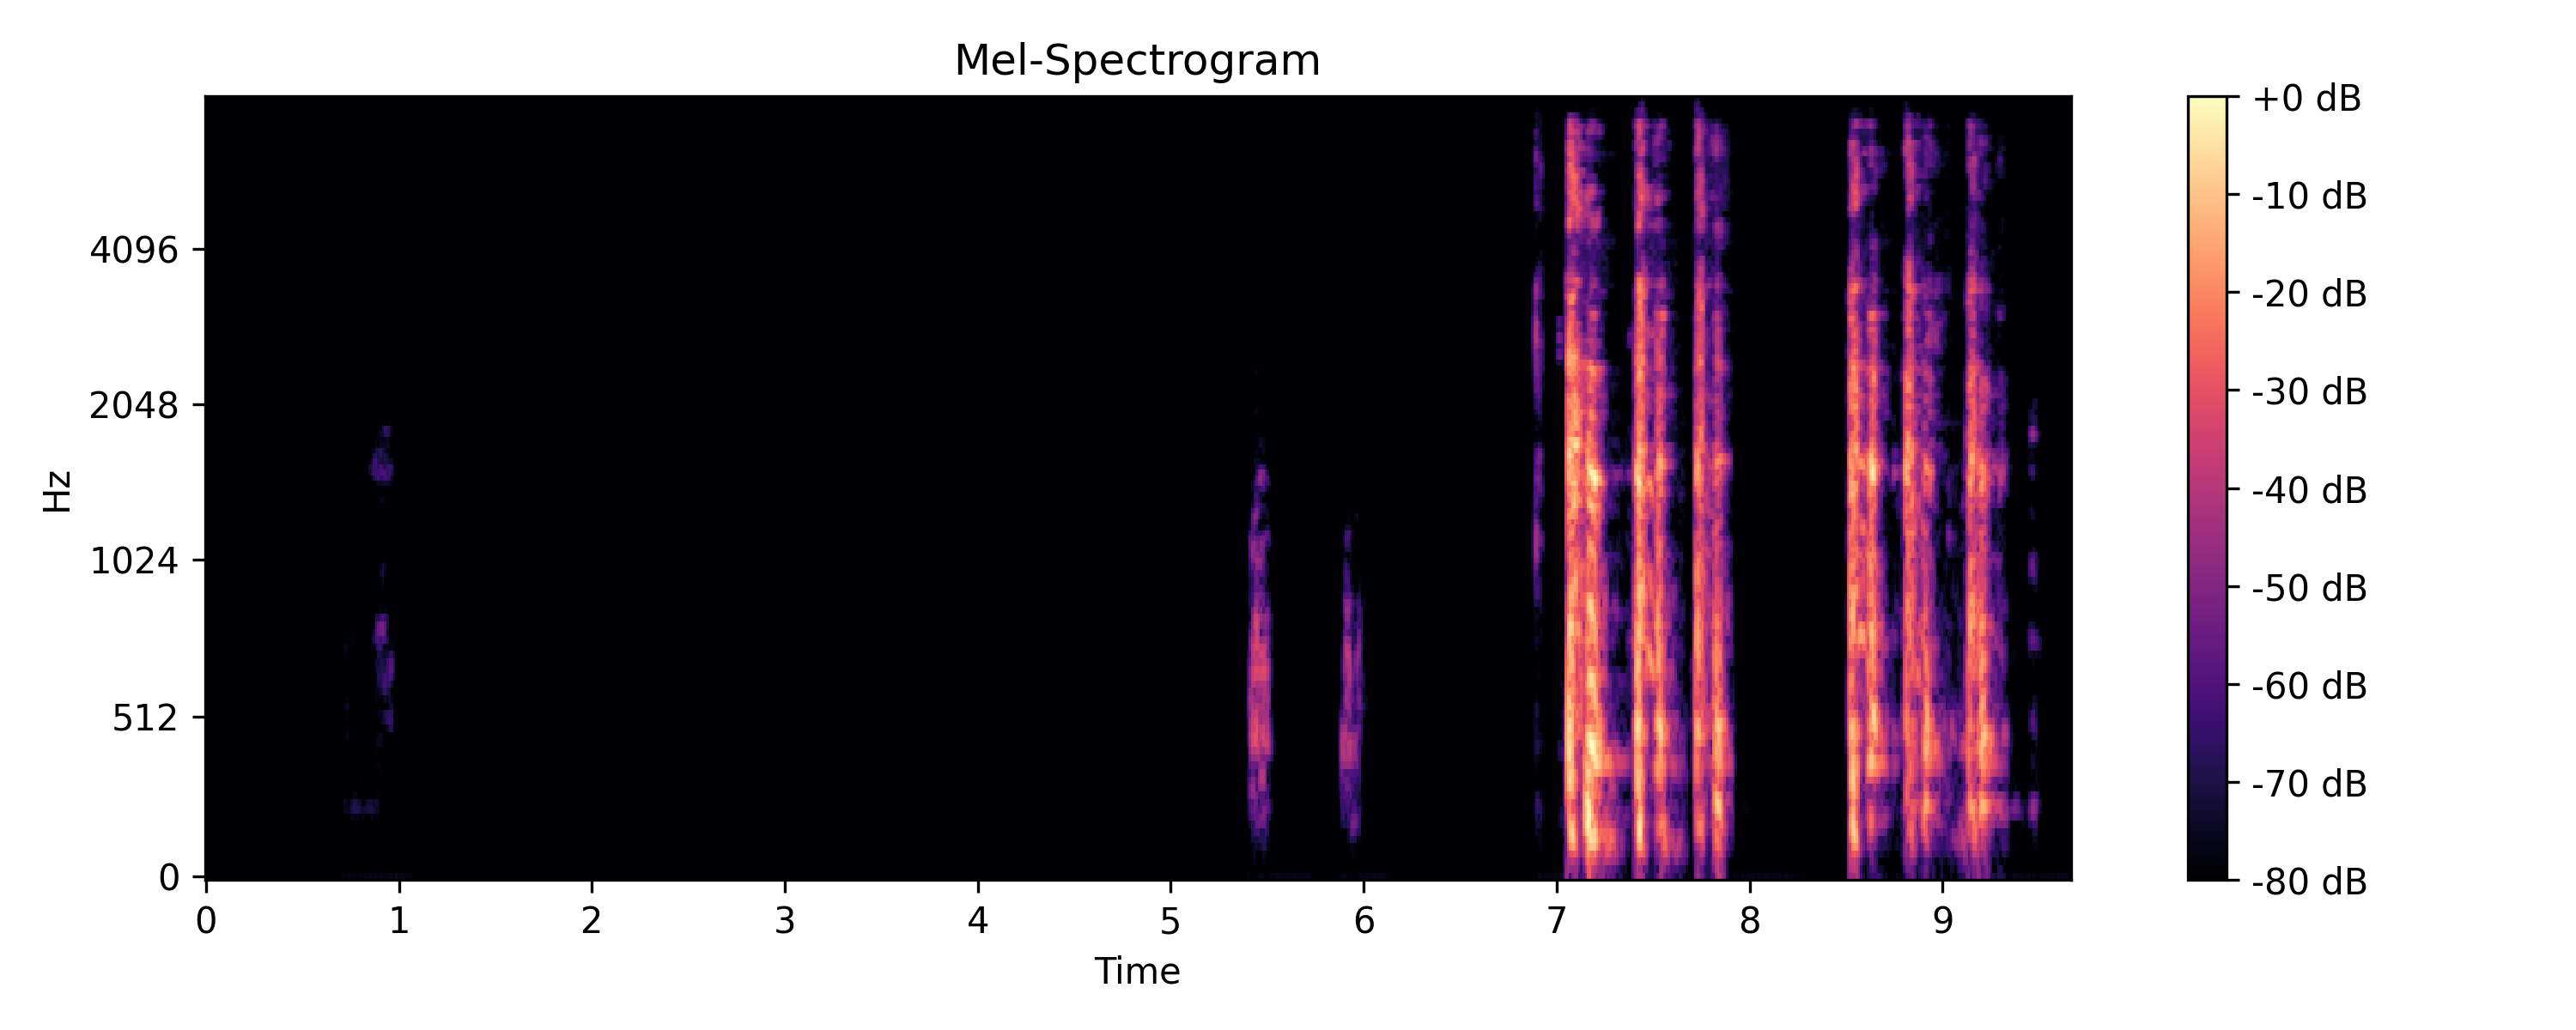 Mel-Spectrogram
Hz
4096
2048
1024
512
0
0 1 2 3 4 5 6 7 8 9
Time
+0 dB
-10 dB
-20 dB
-30 dB
-40 dB
-50 dB
-60 dB
-70 dB
-80 dB